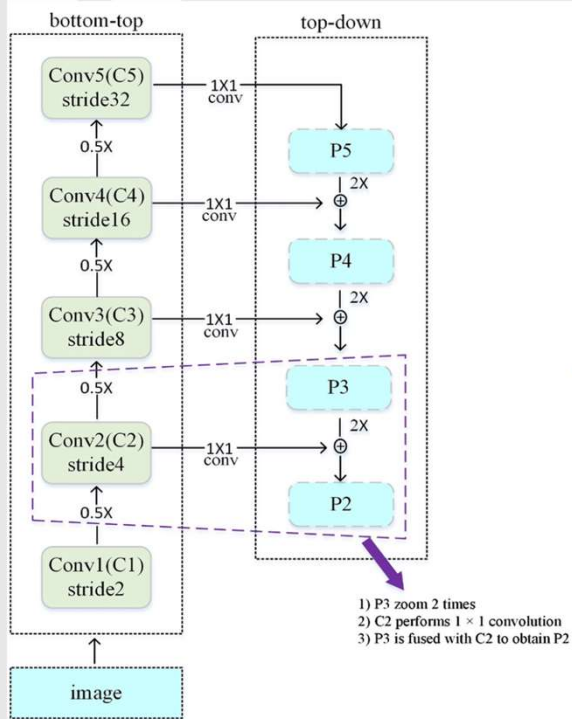 bottom-top
top-down
Conv5(C5)
stride32
1X1
conv
P5
0.5X
2X
Conv4(C4)
stride16
1X1
conv
P4
0.5X
2X
Conv3(C3)
stride8
1X1
conv
P3
0.5X
2X
Conv2(C2)
stride4
1X1
conv
P2
0.5X
Conv1(C1)
stride2
1) P3 zoom 2 times
2) C2 performs 1 × 1 convolution
3) P3 is fused with C2 to obtain P2
image